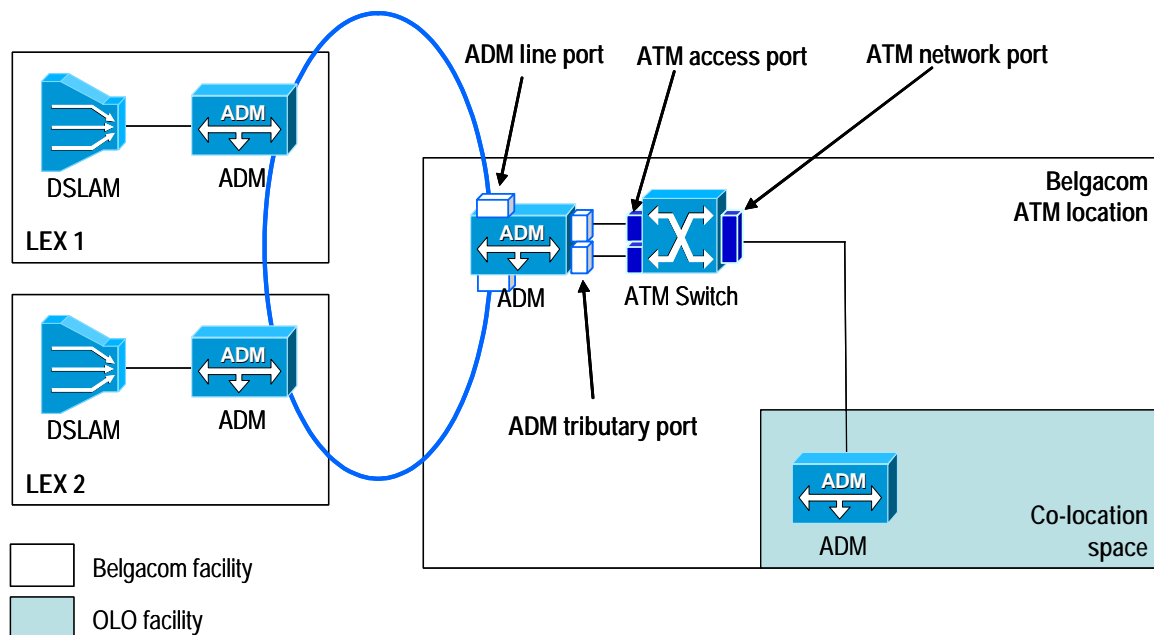 ADM line port
ATM access port
ATM network port
ADM
DSLAM
ADM
LEX 1
Belgacom
ATM location
ADM
ADM
ATM Switch
ADM
DSLAM
ADM
LEX 2
ADM tributary port
ADM
ADM
Co-location
space
Belgacom facility
OLO facility